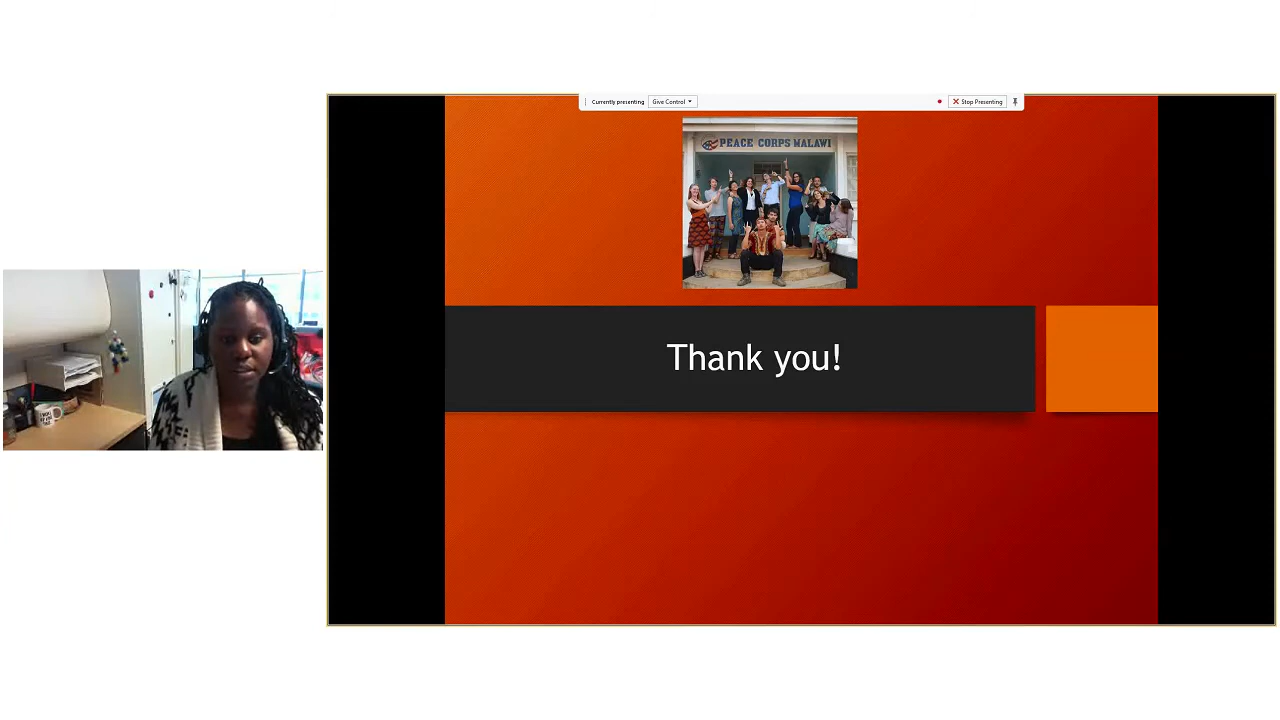 Currently presenting
Give Control
Stop Presenting
PEACE CORPS MALAWI
Thank you!